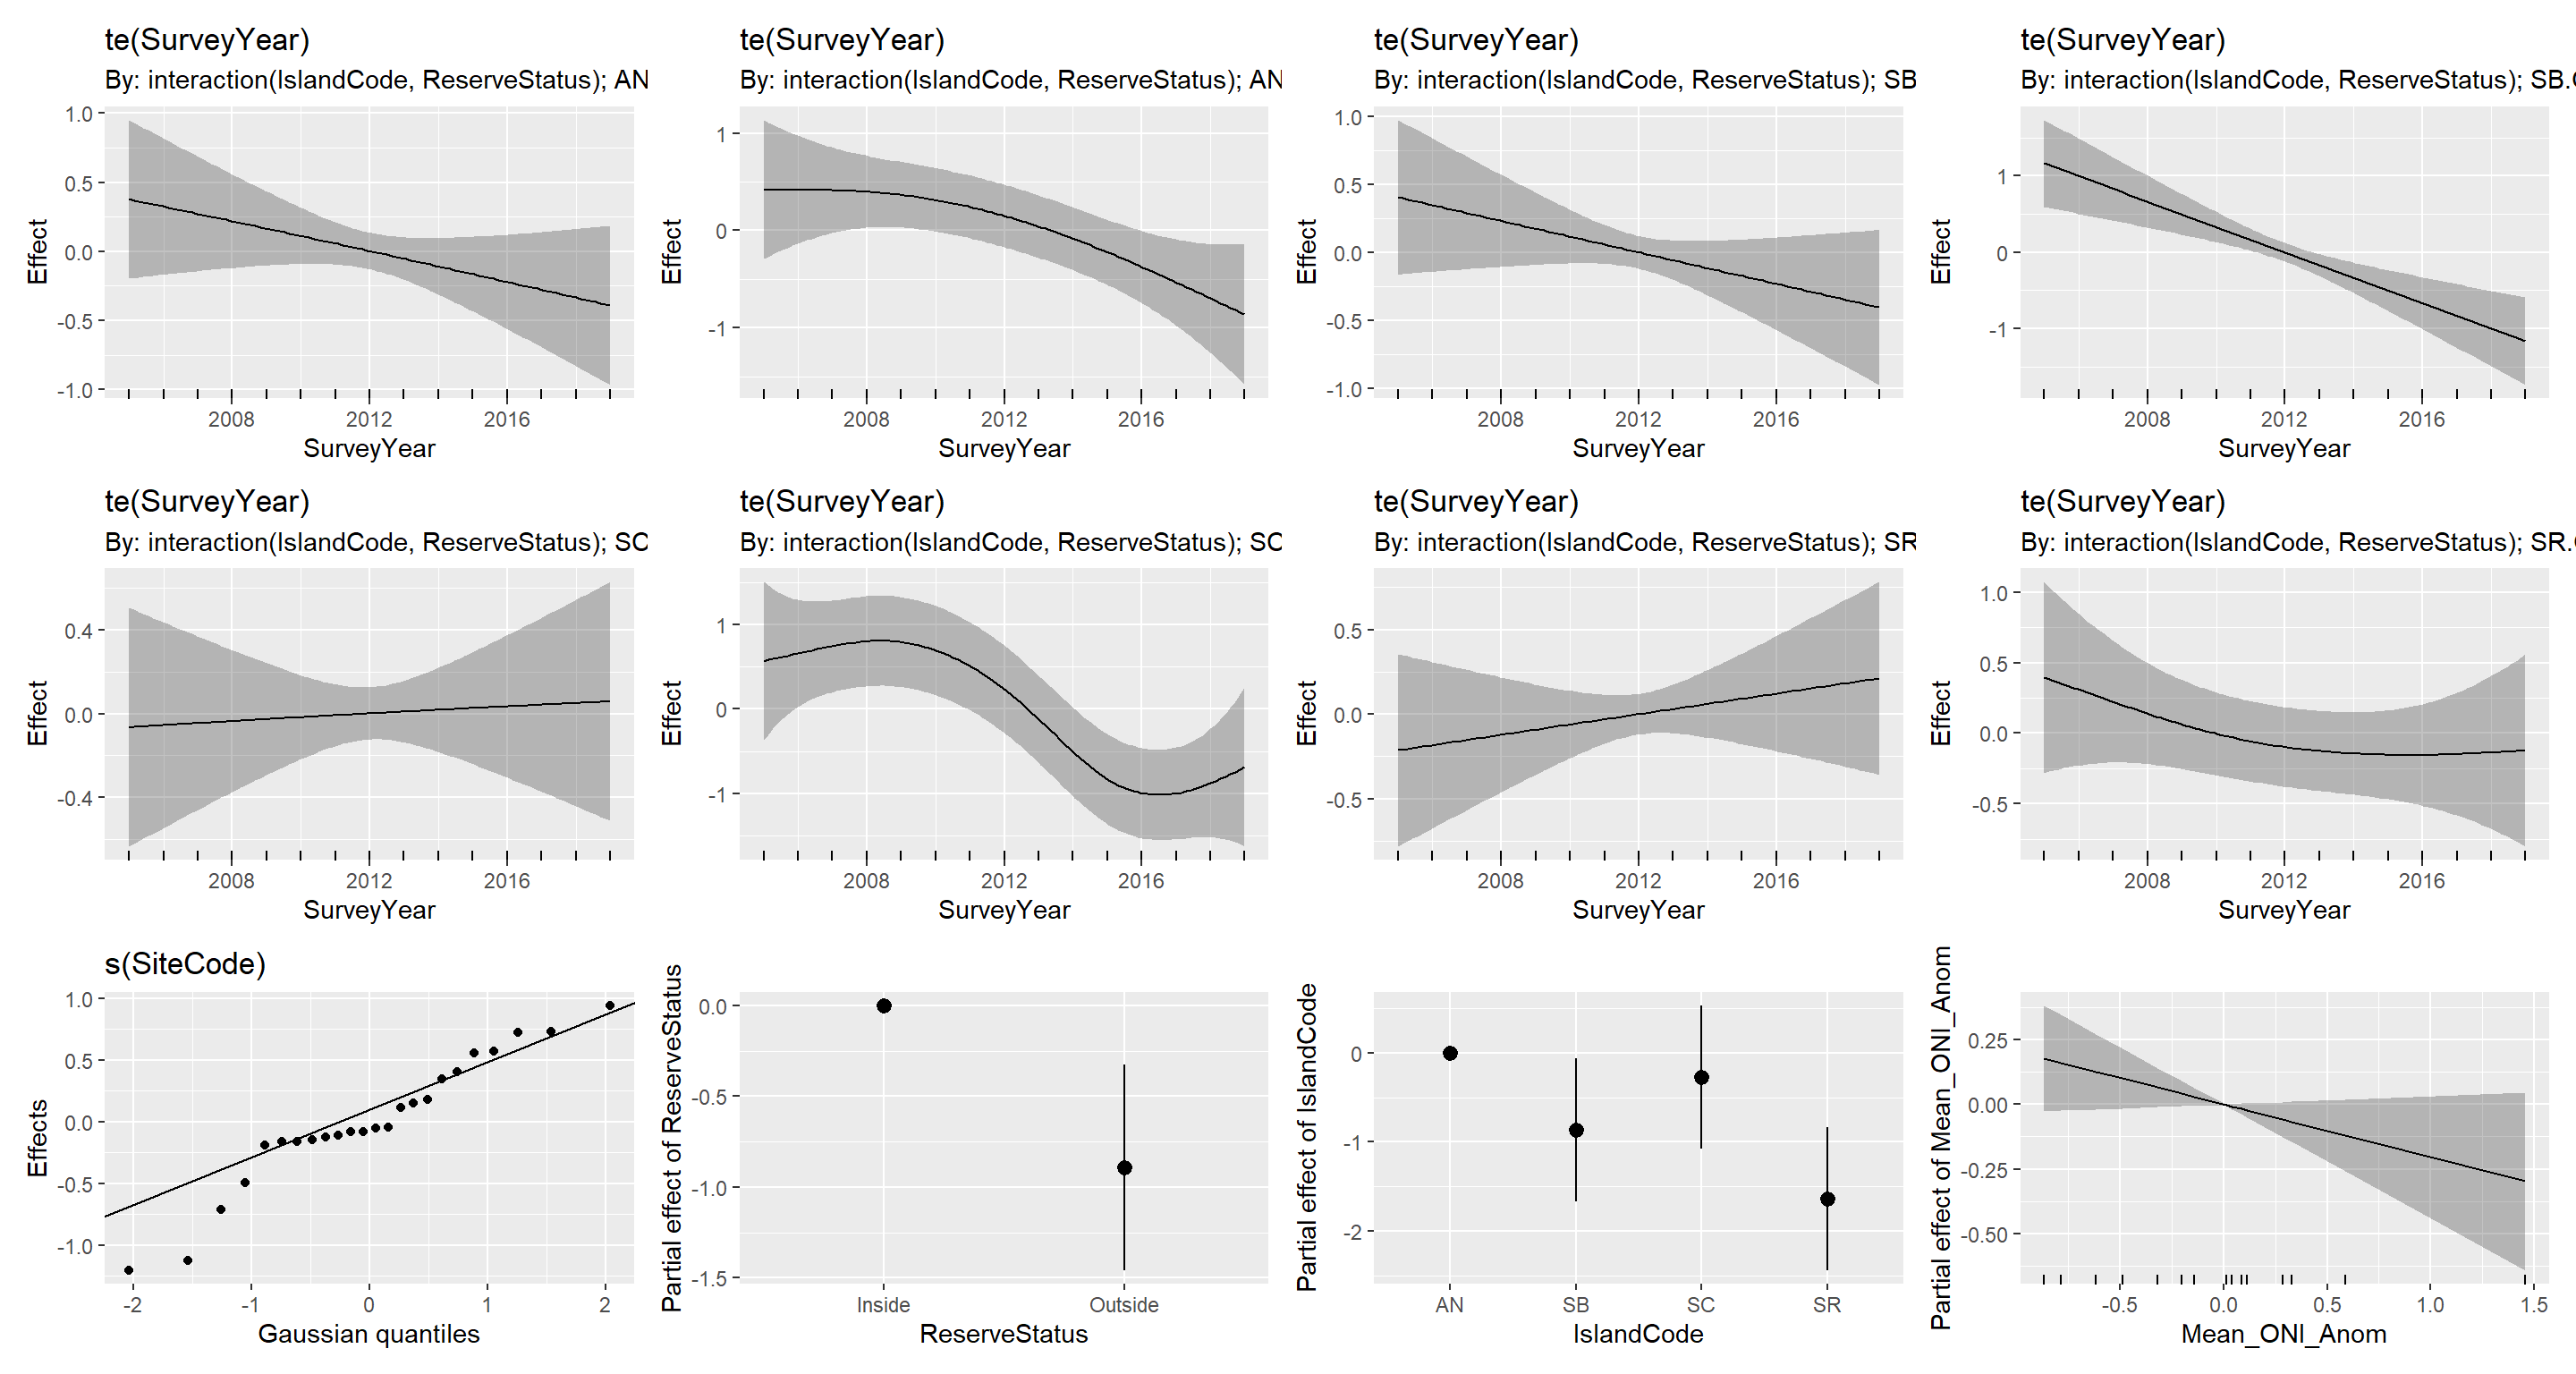 te(SurveyYear)
By: interaction(IslandCode, ReserveStatus); AN
1.0
0.5
0.0
-0.5
-1.0
Effect
2008 2012 2016
SurveyYear
te(SurveyYear)
By: interaction(IslandCode, ReserveStatus); AN
1
0
-1
Effect
2008 2012 2016
SurveyYear
te(SurveyYear)
By: interaction(IslandCode, ReserveStatus); SB
1.0
0.5
0.0
-0.5
-1.0
Effect
2008 2012 2016
SurveyYear
te(SurveyYear)
By: interaction(IslandCode, ReserveStatus); SB.
1
0
-1
Effect
2008 2012 2016
SurveyYear
te(SurveyYear)
By: interaction(IslandCode, ReserveStatus); SC
0.4
0.0
-0.4
Effect
2008 2012 2016
SurveyYear
te(SurveyYear)
By: interaction(IslandCode, ReserveStatus); SC
1
0
-1
Effect
2008 2012 2016
SurveyYear
te(SurveyYear)
By: interaction(IslandCode, ReserveStatus); SR
0.5
0.0
-0.5
Effect
2008 2012 2016
SurveyYear
te(SurveyYear)
By: interaction(IslandCode, ReserveStatus); SR.
1.0
0.5
0.0
-0.5
Effect
2008 2012 2016
SurveyYear
s(SiteCode)
1.0
0.5
0.0
-0.5
-1.0
Effects
-2 -1 0 1 2
Gaussian quantiles
0.0
-0.5
-1.0
-1.5
Partial effect of ReserveStatus
Inside Outside
ReserveStatus
0
-1
-2
Partial effect of IslandCode
AN SB SC SR
IslandCode
0.25
0.00
-0.25
-0.50
Partial effect of Mean_ONI_Anom
-0.5 0.0 0.5 1.0 1.5
Mean_ONI_Anom